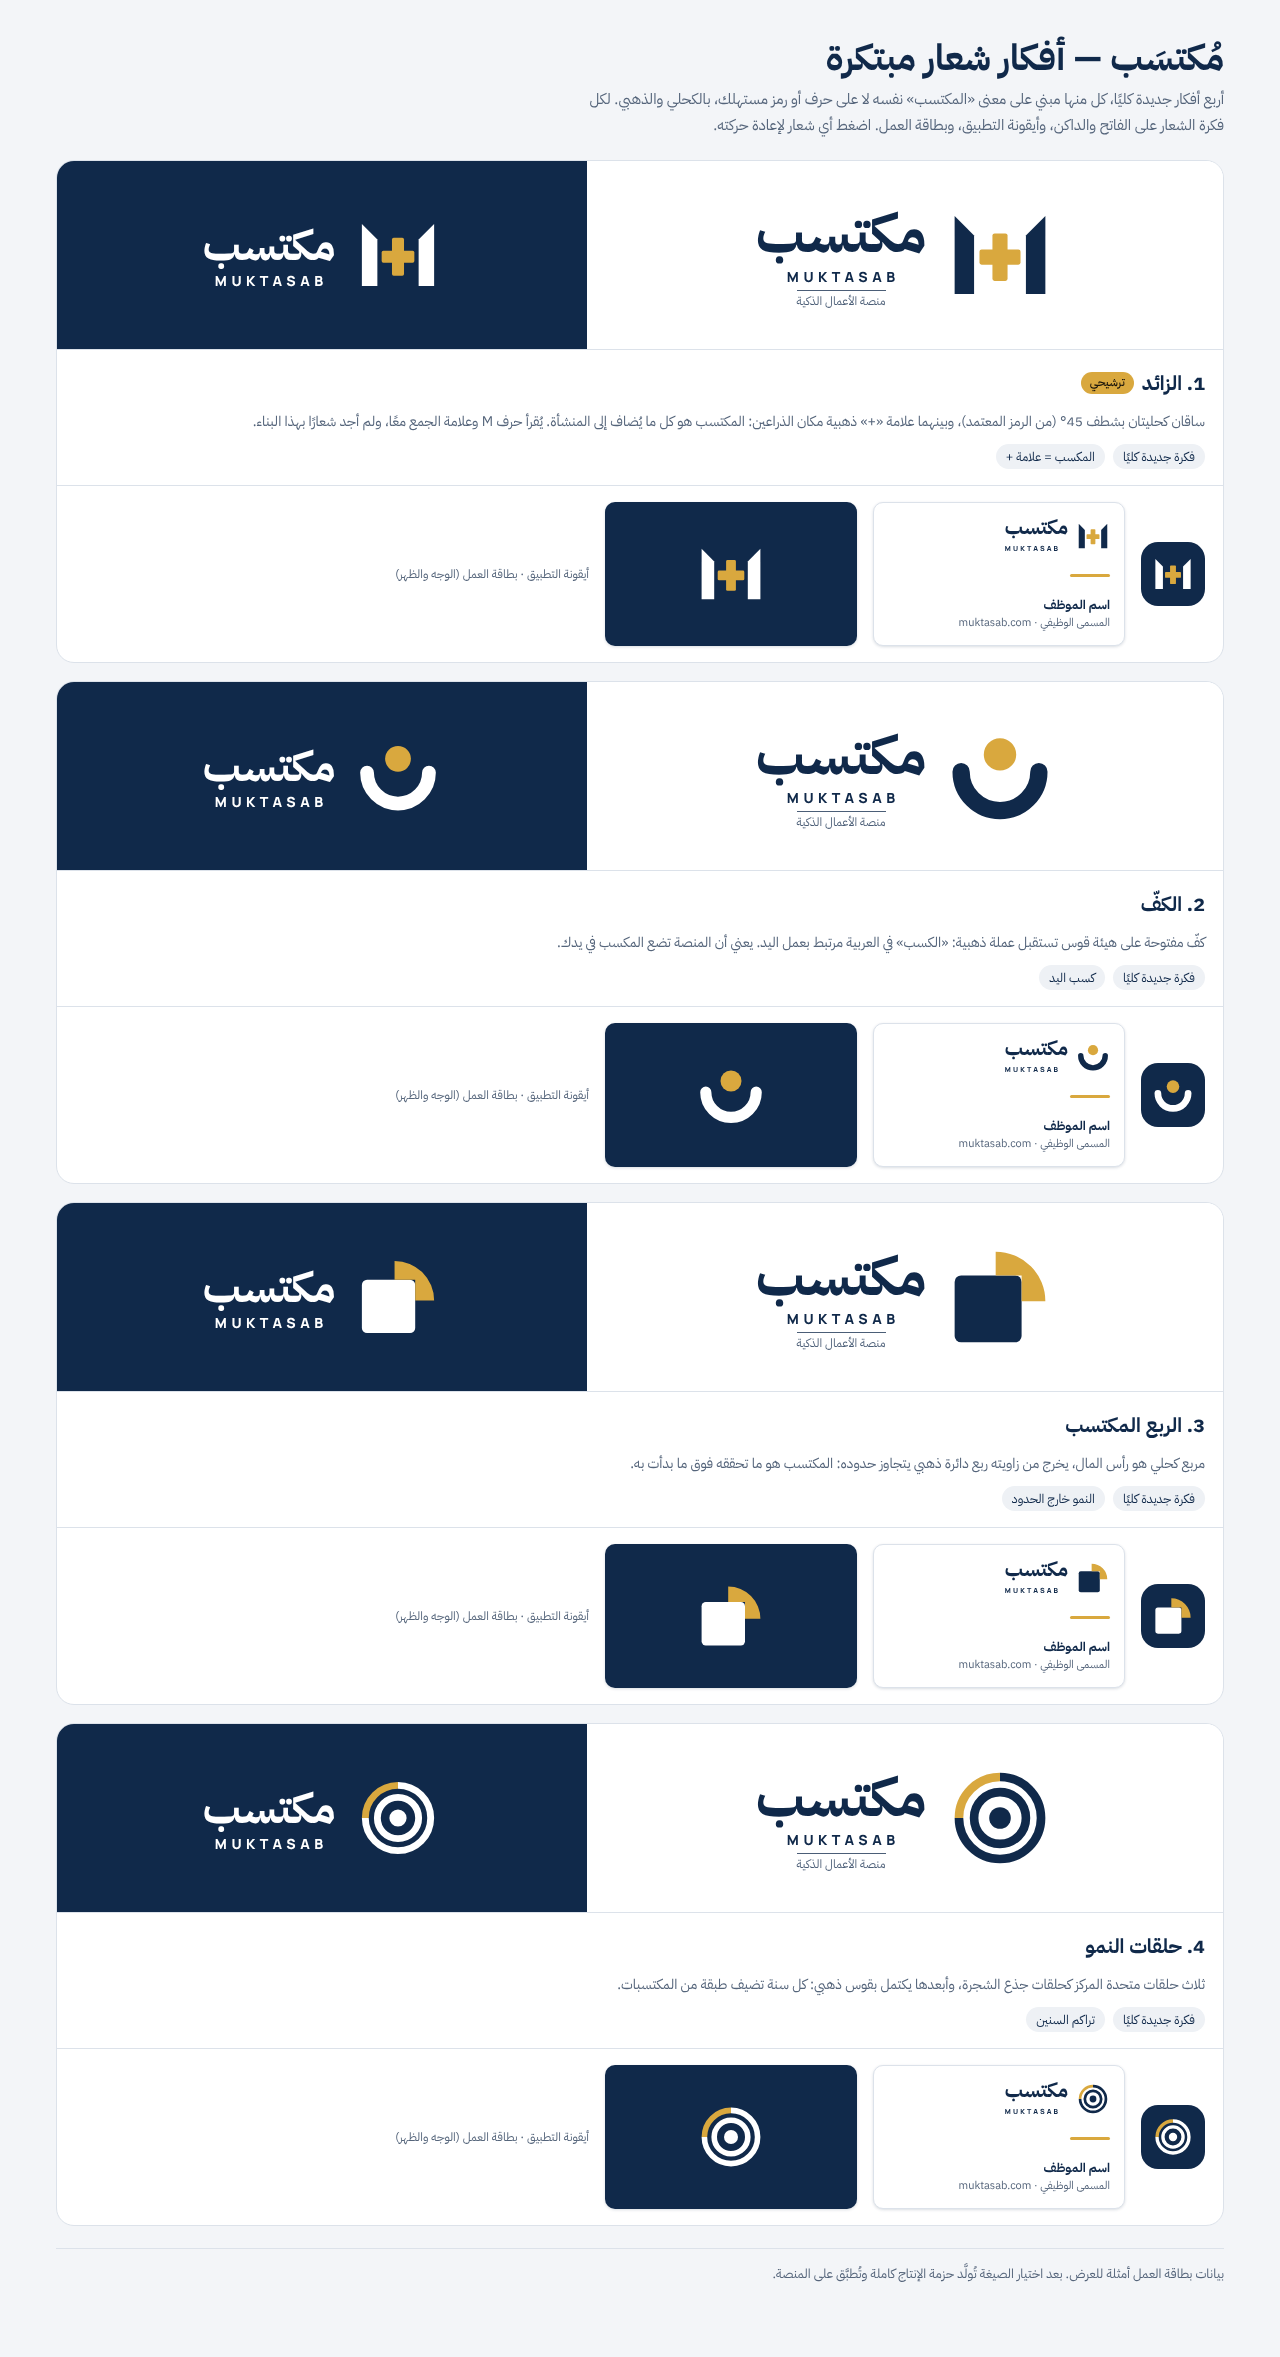 مُكتسَب — أفكار شعار مبتكرة
أربع أفكار جديدة كليًا، كل منها مبني على معنى «المكتسب» نفسه لا على حرف أو رمز مستهلك، بالكحلي والذهبي. لكل
فكرة الشعار على الفاتح والداكن، وأيقونة التطبيق، وبطاقة العمل. اضغط أي شعار لإعادة حركته.
مكتسب
MUKTASAB
منصة الأعمال الذكية
مكتسب
MUKTASAB
1. الزائد
ترشيحي
ساقان كحليتان بشطف 45° (من الرمز المعتمد)، وبينهما علامة «+» ذهبية مكان الذراعين: المكتسب هو كل ما يُضاف إلى المنشأة. يُقرأ حرف M وعلامة الجمع معًا، ولم أجد شعارًا بهذا البناء.
فكرة جديدة كليًا
المكسب = علامة +
مكتسب
MUKTASAB
اسم الموظف
المسمى الوظيفي · muktasab.com
أيقونة التطبيق · بطاقة العمل (الوجه والظهر)
مكتسب
MUKTASAB
منصة الأعمال الذكية
مكتسب
MUKTASAB
2. الكفّ
كفّ مفتوحة على هيئة قوس تستقبل عملة ذهبية: «الكسب» في العربية مرتبط بعمل اليد. يعني أن المنصة تضع المكسب في يدك.
فكرة جديدة كليًا
كسب اليد
مكتسب
MUKTASAB
اسم الموظف
المسمى الوظيفي · muktasab.com
أيقونة التطبيق · بطاقة العمل (الوجه والظهر)
مكتسب
MUKTASAB
منصة الأعمال الذكية
مكتسب
MUKTASAB
3. الربع المكتسب
مربع كحلي هو رأس المال، يخرج من زاويته ربع دائرة ذهبي يتجاوز حدوده: المكتسب هو ما تحققه فوق ما بدأت به.
فكرة جديدة كليًا
النمو خارج الحدود
مكتسب
MUKTASAB
اسم الموظف
المسمى الوظيفي · muktasab.com
أيقونة التطبيق · بطاقة العمل (الوجه والظهر)
مكتسب
MUKTASAB
منصة الأعمال الذكية
مكتسب
MUKTASAB
4. حلقات النمو
ثلاث حلقات متحدة المركز كحلقات جذع الشجرة، وأبعدها يكتمل بقوس ذهبي: كل سنة تضيف طبقة من المكتسبات.
فكرة جديدة كليًا
تراكم السنين
مكتسب
MUKTASAB
اسم الموظف
المسمى الوظيفي · muktasab.com
أيقونة التطبيق · بطاقة العمل (الوجه والظهر)
بيانات بطاقة العمل أمثلة للعرض. بعد اختيار الصيغة تُولَّد حزمة الإنتاج كاملة وتُطبَّق على المنصة.